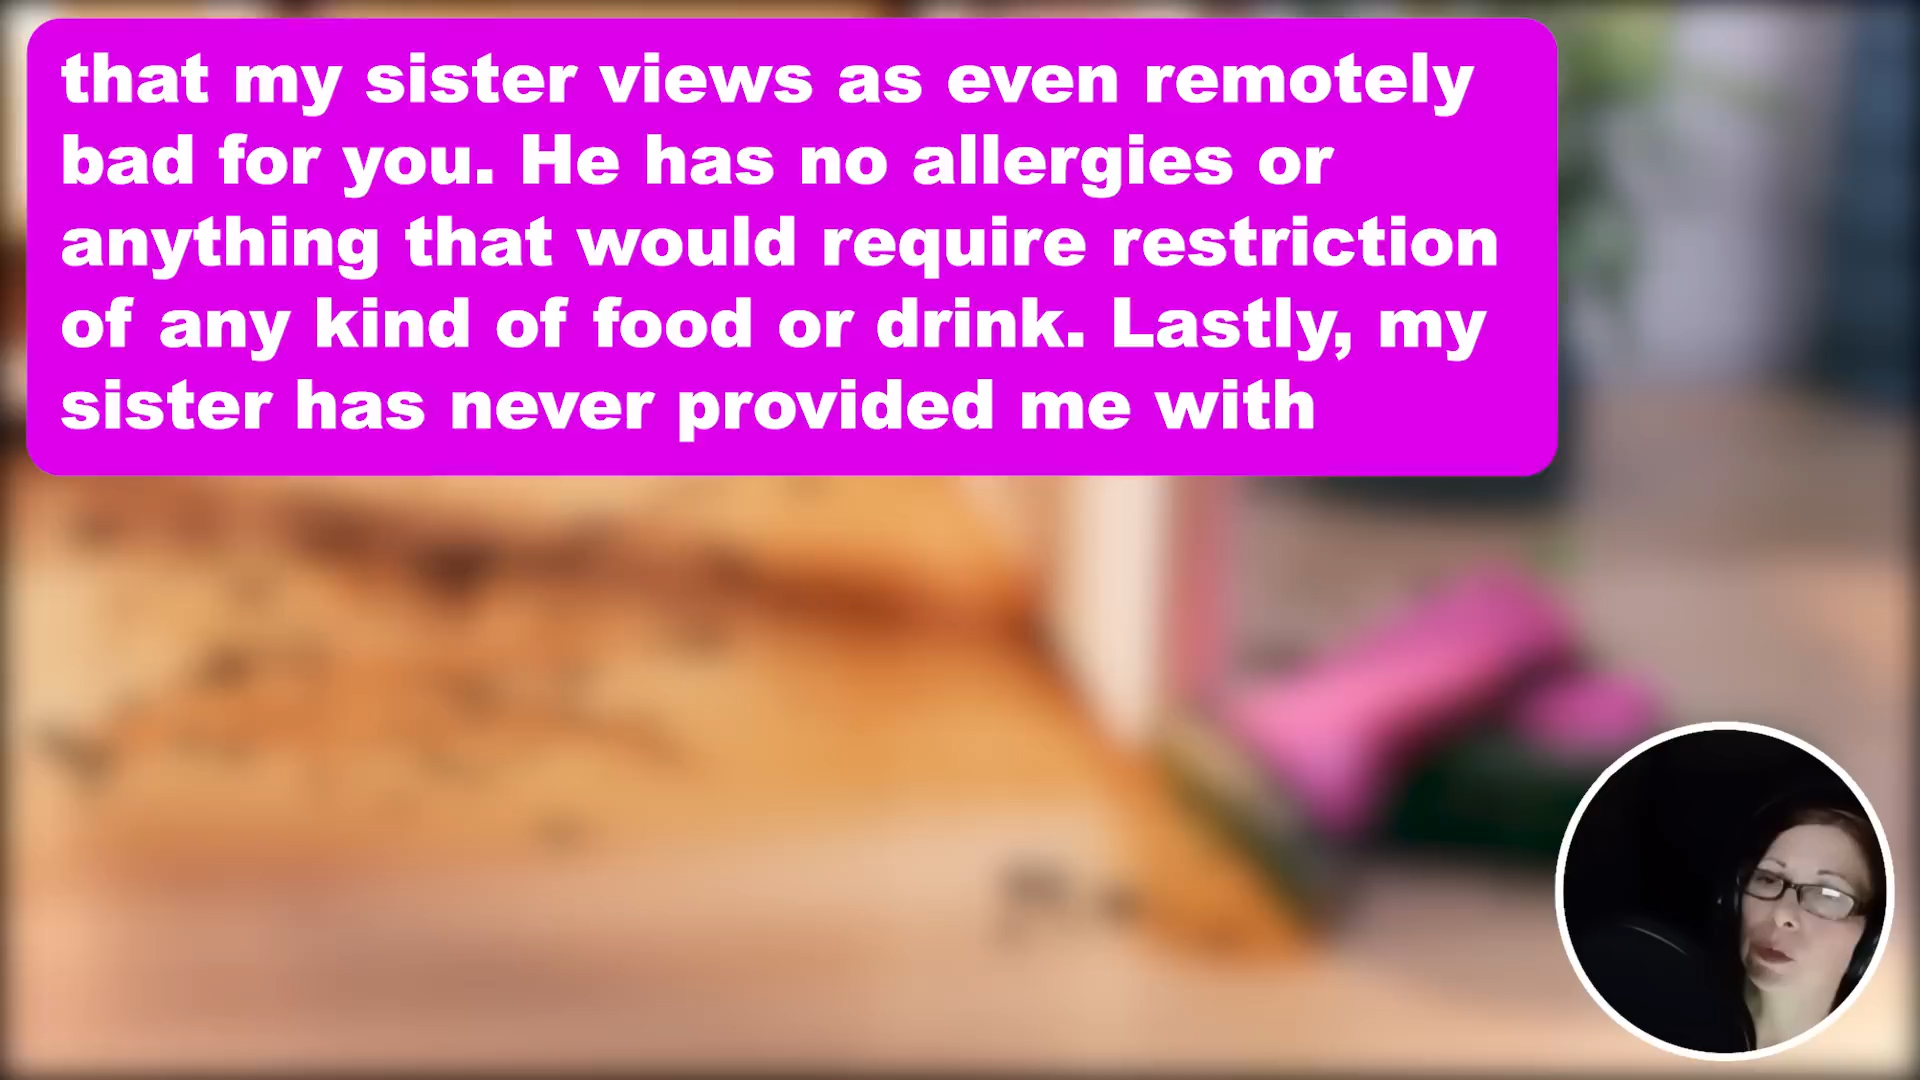 that my sister views as even remotely
bad for you. He has no allergies or
anything that would require restriction
of any kind of food or drink. Lastly, my
sister has never provided me with